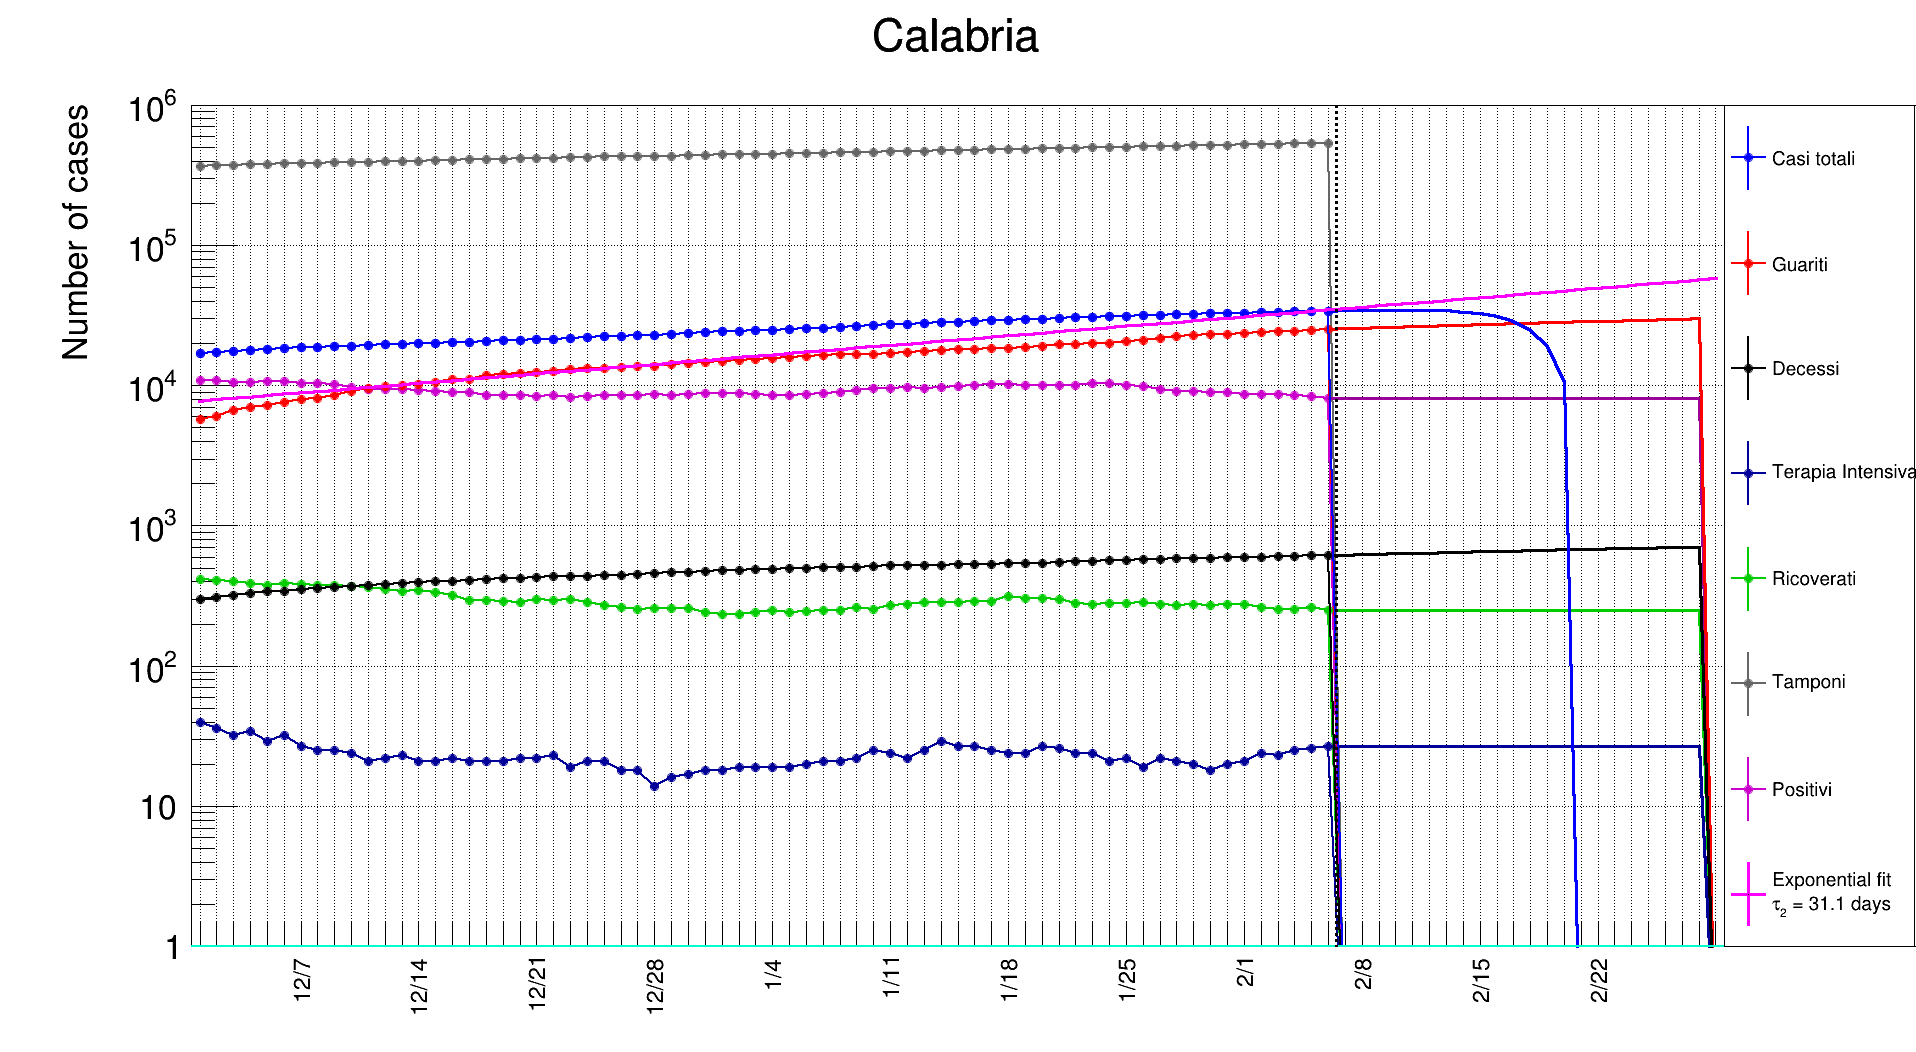 Calabria
Number of cases
10^6
10^5
10^4
10^3
10^2
10
1
12/7
12/14
12/21
12/28
1/4
1/11
1/18
1/25
2/1
2/8
2/15
2/22
Casi totali
Guariti
Decessi
Terapia Intensiva
Ricoverati
Tamponi
Positivi
Exponential fit
τ_2 = 31.1 days